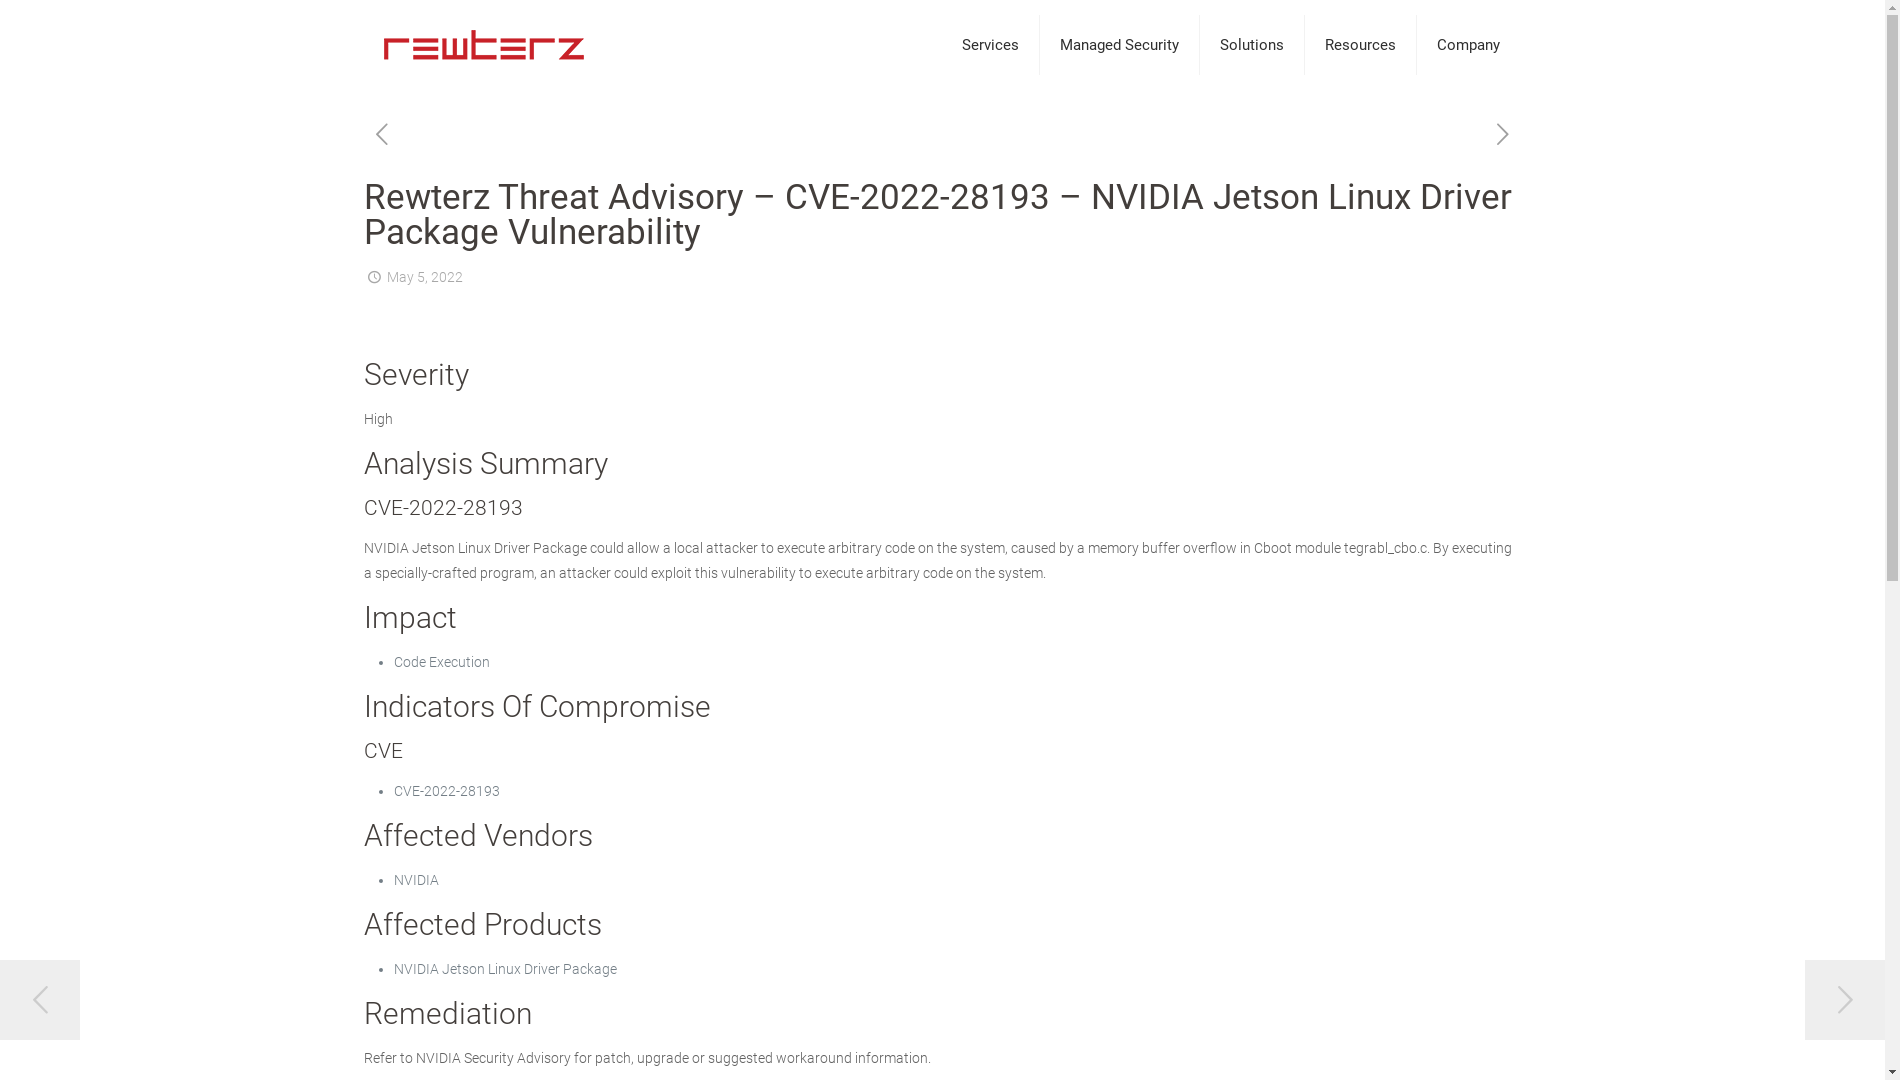 rewterz
Services
Managed Security
Solutions
Resources
Company
Rewterz Threat Advisory – CVE-2022-28193 – NVIDIA Jetson Linux Driver
Package Vulnerability
May 5, 2022
Severity
High
Analysis Summary
CVE-2022-28193
NVIDIA Jetson Linux Driver Package could allow a local attacker to execute arbitrary code on the system, caused by a memory buffer overflow in Cboot module tegrabl_cbo.c. By executing
a specially-crafted program, an attacker could exploit this vulnerability to execute arbitrary code on the system.
Impact
• Code Execution
Indicators Of Compromise
CVE
• CVE-2022-28193
Affected Vendors
• NVIDIA
Affected Products
• NVIDIA Jetson Linux Driver Package
Remediation
Refer to NVIDIA Security Advisory for patch, upgrade or suggested workaround information.